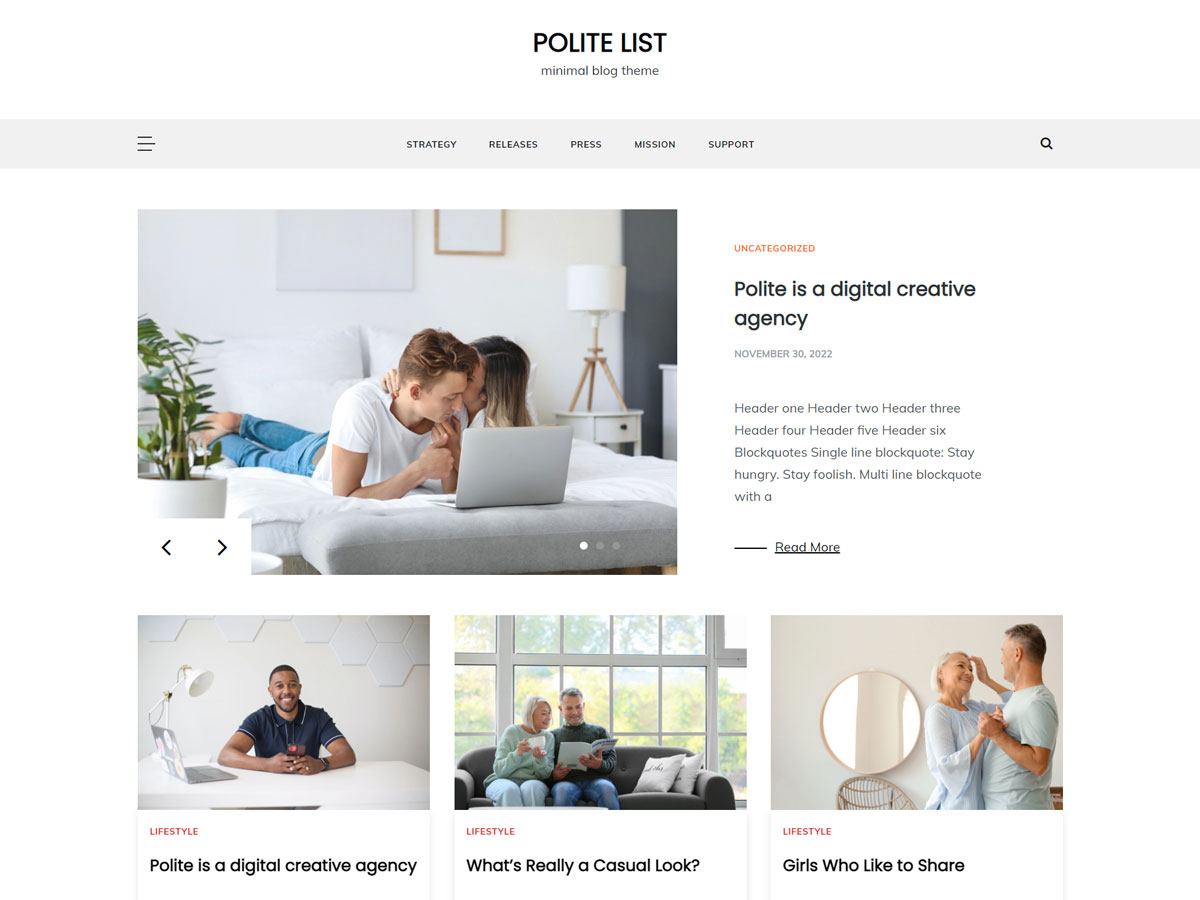 POLITE LIST
minimal blog theme
STRATEGY RELEASES PRESS MISSION SUPPORT
UNCATEGORIZED
Polite is a digital creative
agency
NOVEMBER 30, 2022
Header one Header two Header three
Header four Header five Header six
Blockquotes Single line blockquote: Stay
hungry. Stay foolish. Multi line blockquote
with a
Read More
LIFESTYLE
Polite is a digital creative agency
LIFESTYLE
What’s Really a Casual Look?
LIFESTYLE
Girls Who Like to Share